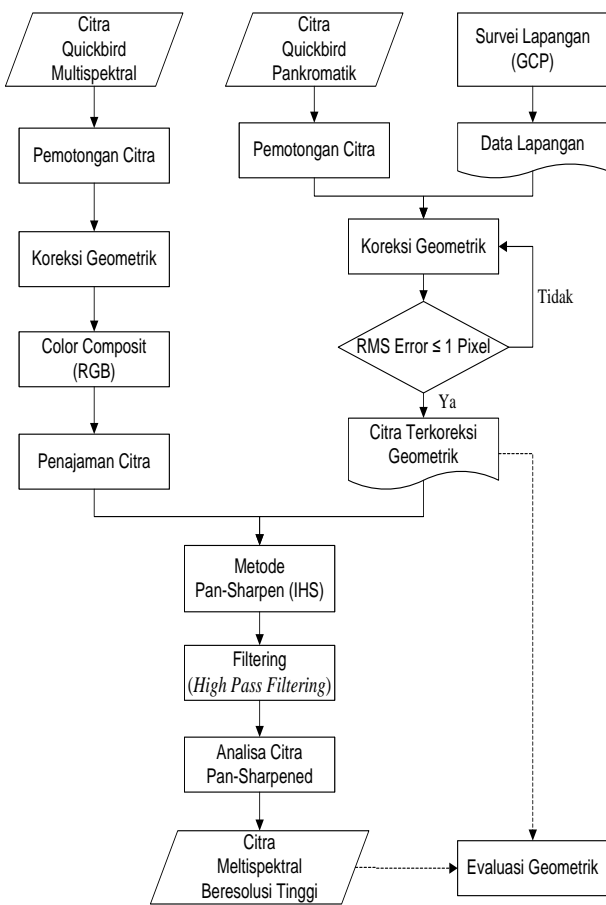 Citra
Quickbird
Multispektral
Citra
Quickbird
Pankromatik
Survei Lapangan
(GCP)
Pemotongan Citra
Pemotongan Citra
Data Lapangan
Koreksi Geometrik
Koreksi Geometrik
Tidak
Color Composit
(RGB)
RMS Error ≤ 1 Pixel
Ya
Penajaman Citra
Citra Terkoreksi
Geometrik
Metode
Pan-Sharpen (IHS)
Filtering
(High Pass Filtering)
Analisa Citra
Pan-Sharpened
Citra
Meltispektral
Beresolusi Tinggi
Evaluasi Geometrik